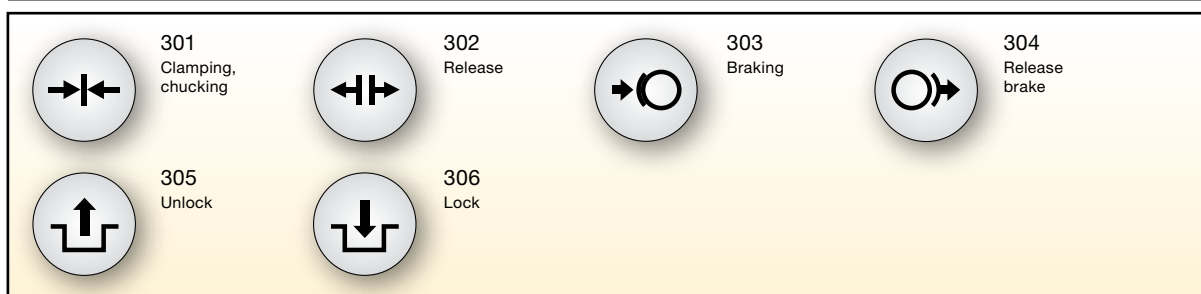 301
Clamping,
chucking
302
Release
303
Braking
304
Release
brake
305
Unlock
306
Lock